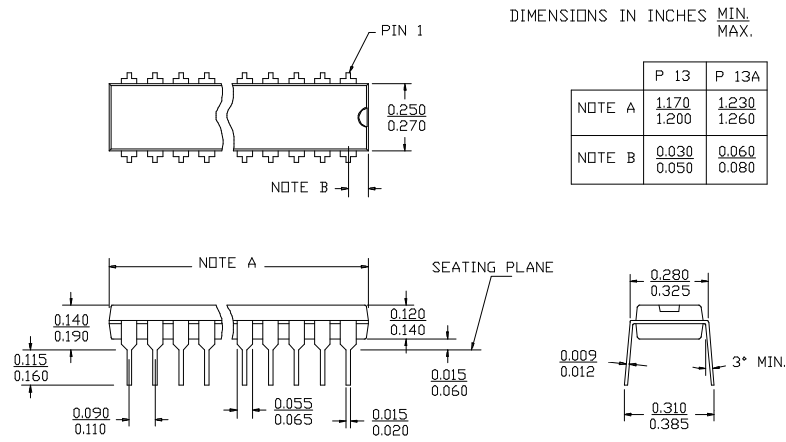 DIMENSIONS IN INCHES MIN.
MAX.
PIN 1
P 13 P 13A
NOTE A 1.170 1.230
1.200 1.260
NOTE B 0.030 0.060
0.050 0.080
0.250
0.270
NOTE B
NOTE A
SEATING PLANE
0.280
0.325
0.140
0.190
0.120
0.140
0.115
0.160
0.009
0.012
3° MIN.
0.015
0.060
0.090
0.110
0.055
0.065
0.015
0.020
0.310
0.385